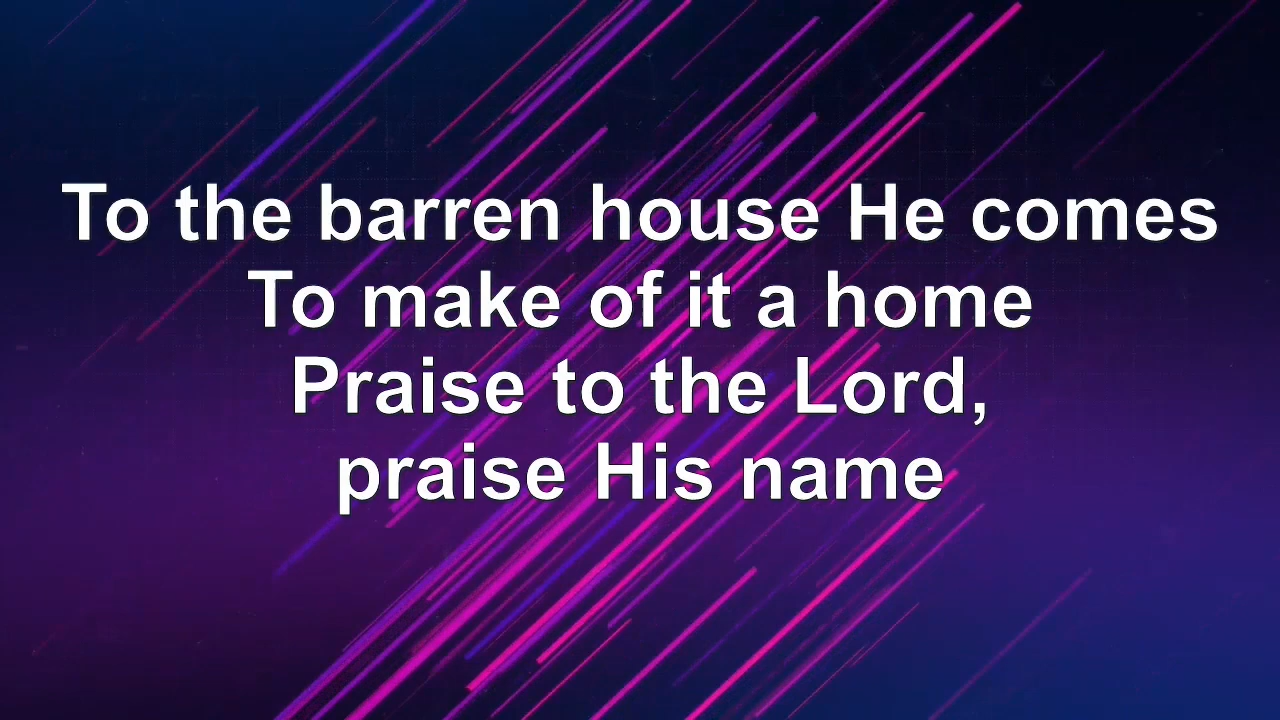 To the barren house He comes
To make of it a home
Praise to the Lord,
praise His name